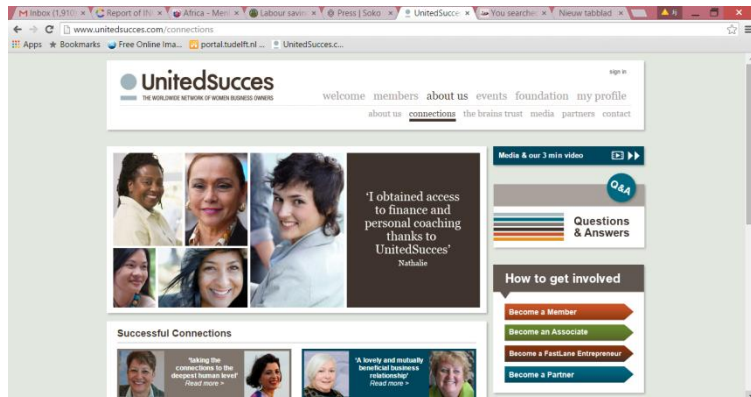 M Inbox (1,910)
Report of th
Africa - Men
Labour savin
Press | Soko
UnitedSucce
You searche
Nieuw tabblad
www.unitedsucces.com/connections
Apps
Bookmarks
Free Online Ima...
portal.tudelft.nl ...
UnitedSucces.c...
sign in
UnitedSucces
THE WORLDWIDE NETWORK OF WOMEN BUSINESS OWNERS
welcome members about us events foundation my profile
about us connections the brains trust media partners contact
'I obtained access
to finance and
personal coaching
thanks to
UnitedSucces'
Nathalie
Media & our 3 min video
Q&A
Questions
& Answers
How to get involved
Become a Member
Become an Associate
Become a FastLane Entrepreneur
Become a Partner
Successful Connections
'taking the
connections to the
deepest human level'
Read more >
'A lovely and mutually
beneficial business
relationship'
Read more >